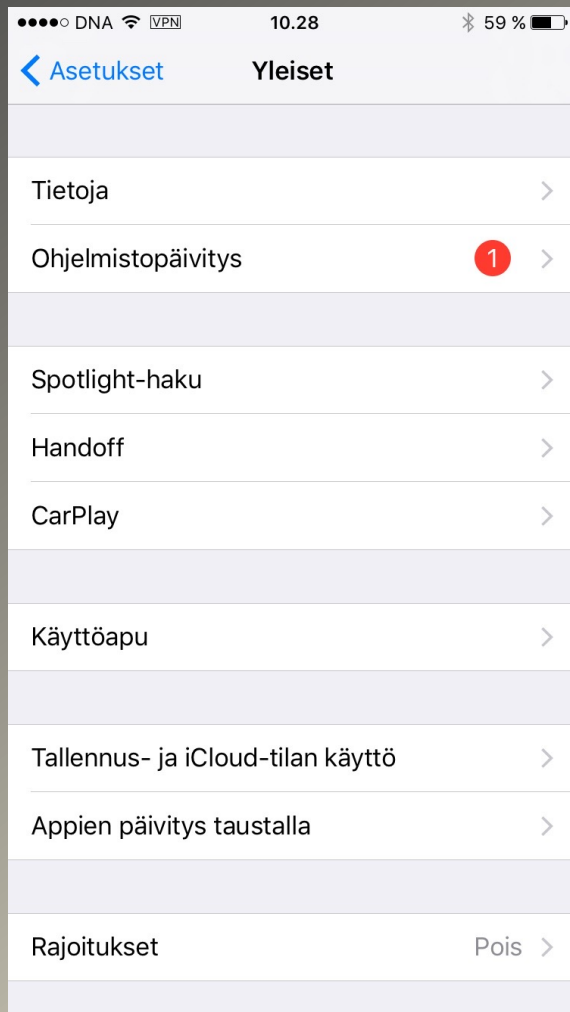 DNA VPN 10.28 59 %
Asetukset Yleiset
Tietoja
Ohjelmistopäivitys 1
Spotlight-haku
Handoff
CarPlay
Käyttöapu
Tallennus- ja iCloud-tilan käyttö
Appien päivitys taustalla
Rajoitukset Pois